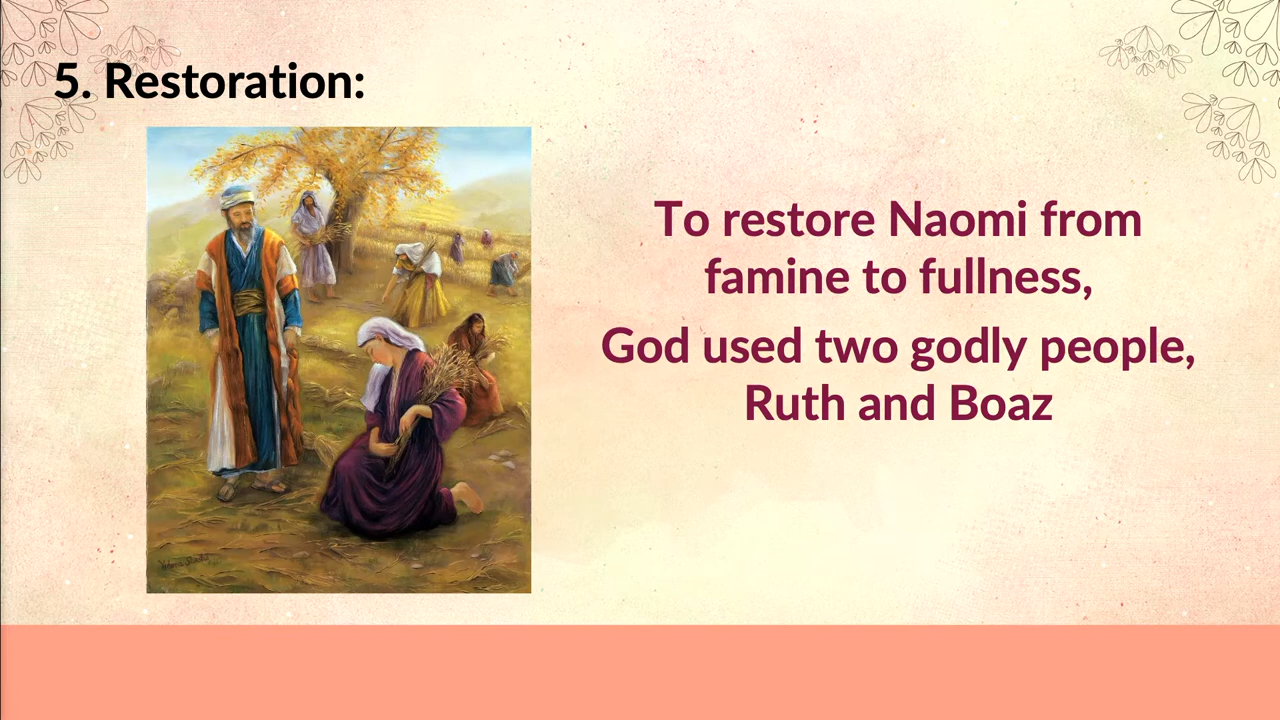 5. Restoration:
To restore Naomi from
famine to fullness,
God used two godly people,
Ruth and Boaz